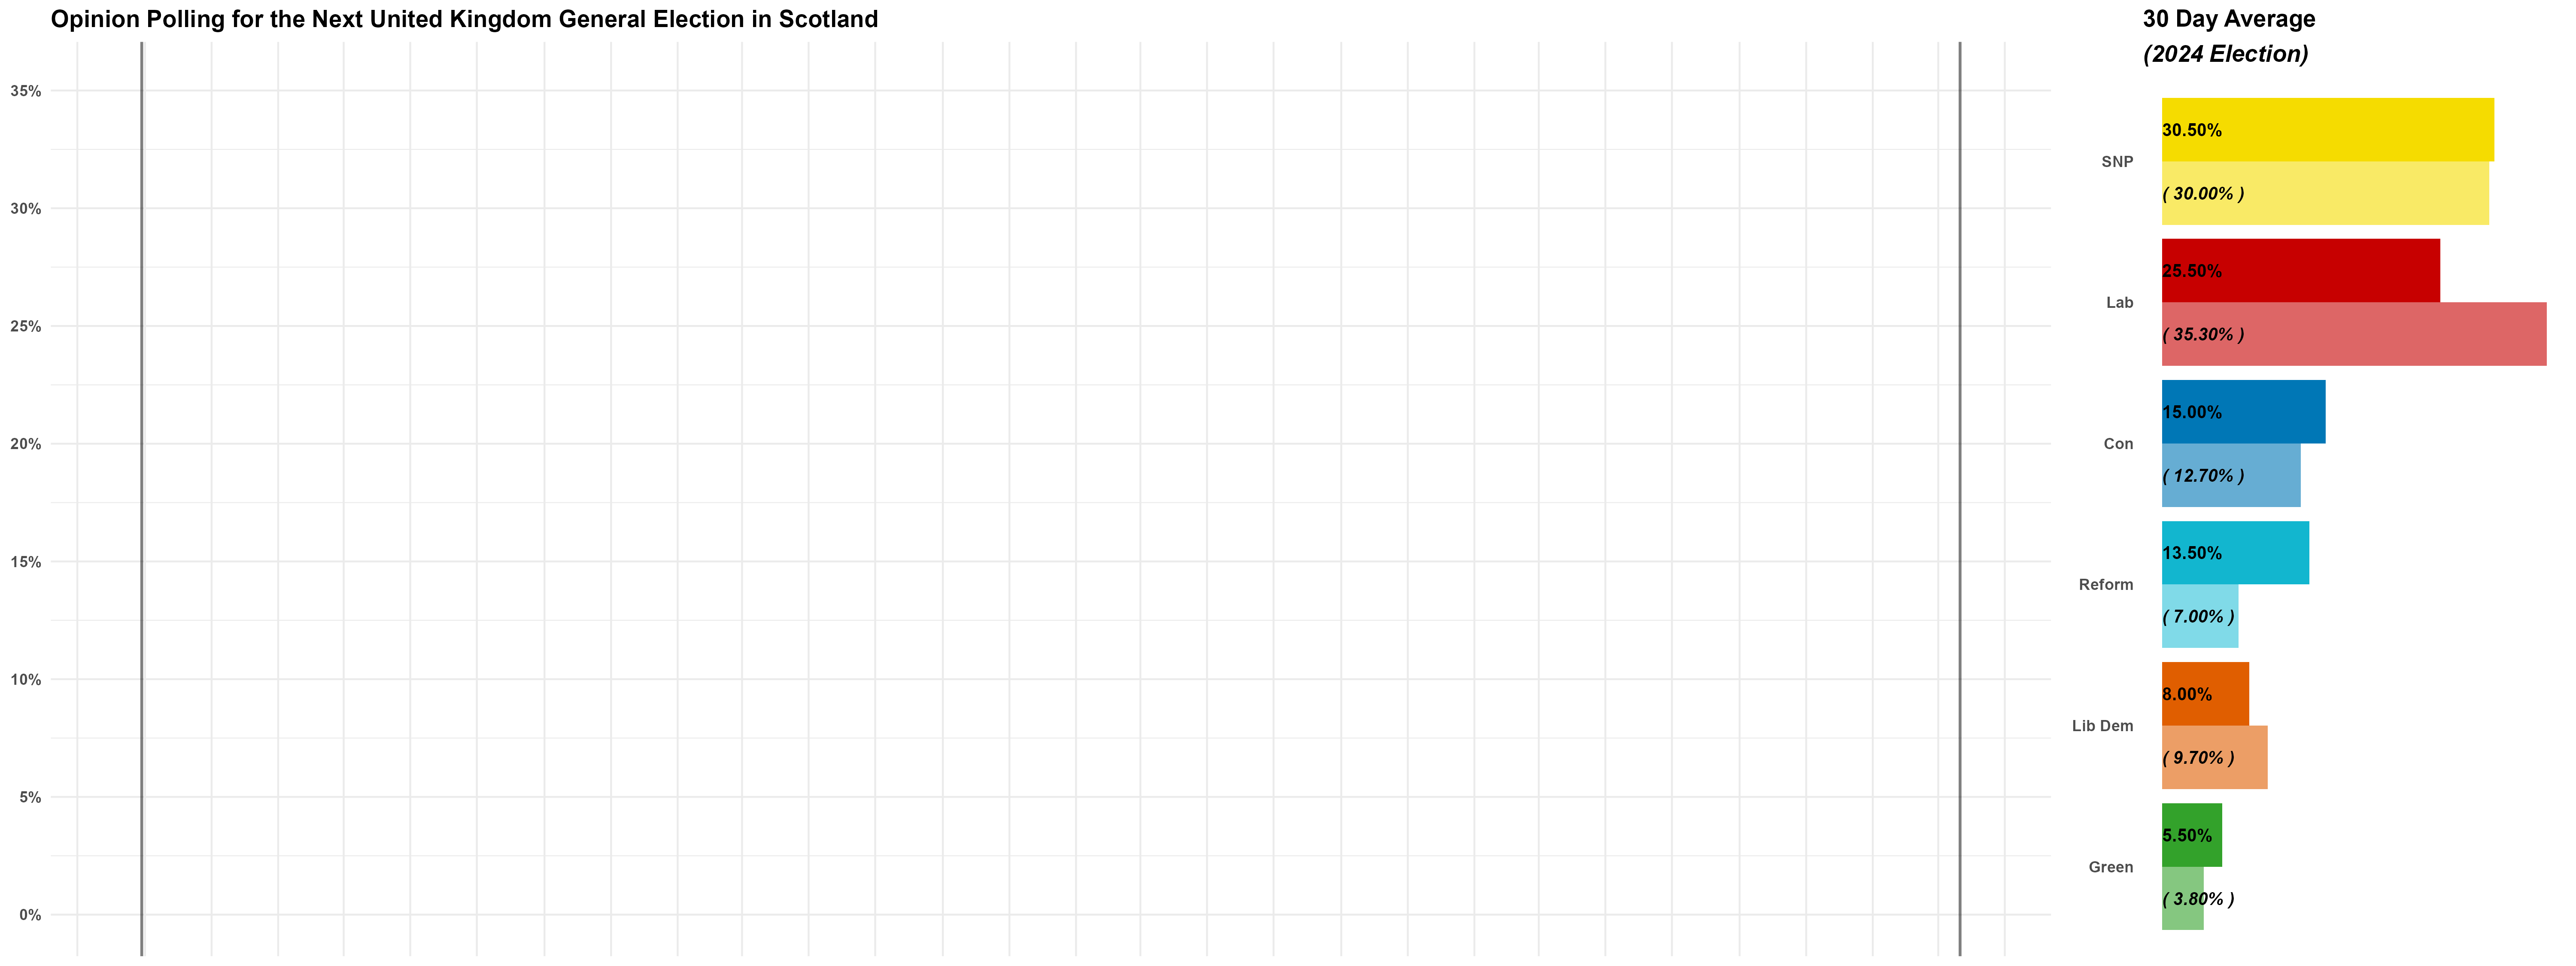 Opinion Polling for the Next United Kingdom General Election in Scotland
35%
30%
25%
20%
15%
10%
5%
0%
30 Day Average
(2024 Election)
SNP
30.50%
( 30.00% )
Lab
25.50%
( 35.30% )
Con
15.00%
( 12.70% )
Reform
13.50%
( 7.00% )
Lib Dem
8.00%
( 9.70% )
Green
5.50%
( 3.80% )